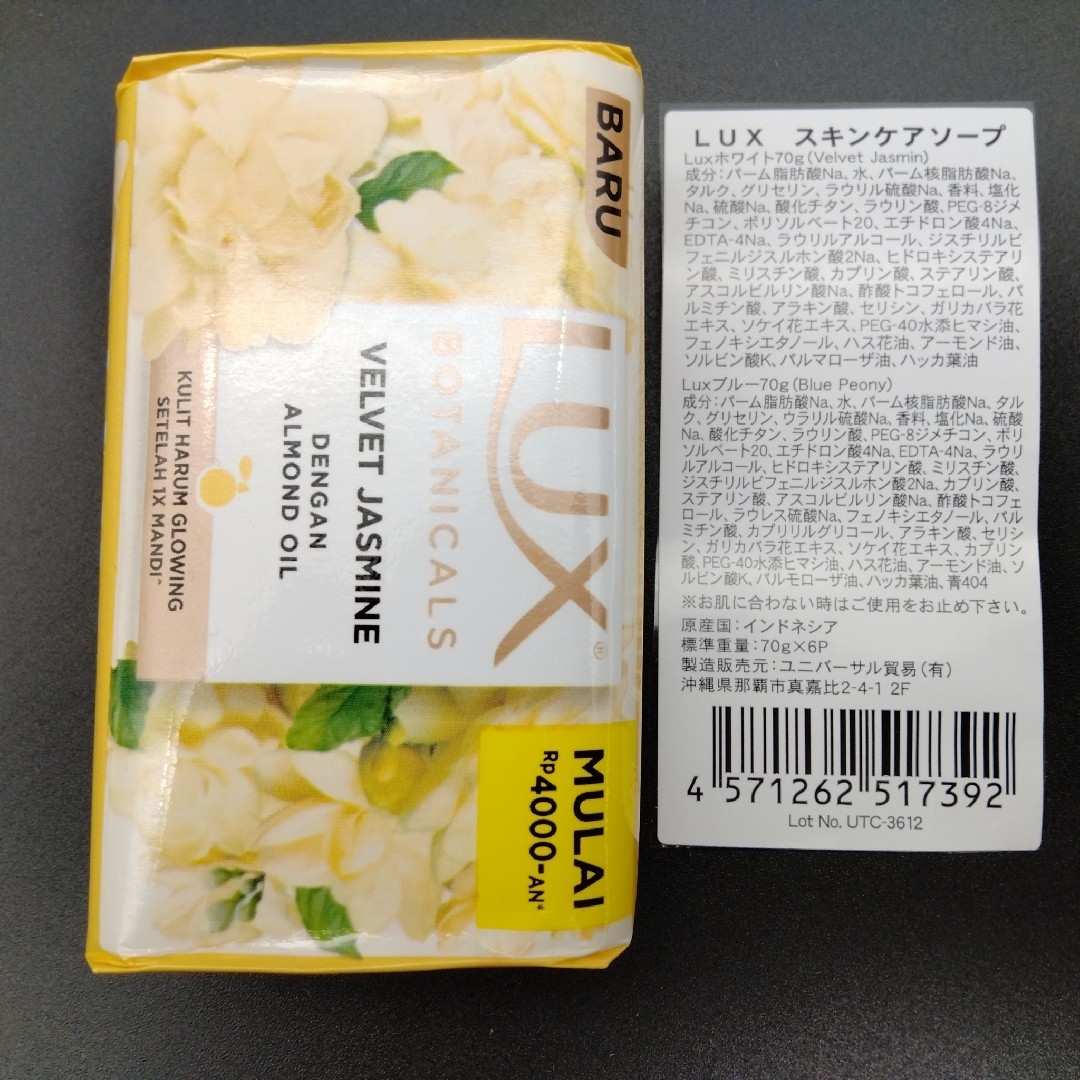 BARU
LUX
BOTANICALS
VELVET JASMINE
DENGAN
ALMOND OIL
KULIT HARUM GLOWING
SETELAH 1X MANDI^
MULAI
Rp4000-AN*
LUX スキンケアソープ
Luxホワイト70g(Velvet Jasmin)
成分:パーム脂肪酸Na、水、パーム核脂肪酸Na、
タルク、グリセリン、ラウリル硫酸Na、香料、塩化
Na、硫酸Na、酸化チタン、ラウリン酸、PEG-8ジメ
チコン、ポリソルベート20、エチドロン酸4Na、
EDTA-4Na、ラウリルアルコール、ジスチリルビ
フェニルジスルホン酸2Na、ヒドロキシステアリ
ン酸、ミリスチン酸、カプリン酸、ステアリン酸、
アスコルビルリン酸Na、酢酸トコフェロール、パ
ルミチン酸、アラキン酸、セリシン、ガリカバラ花
エキス、ソケイ花エキス、PEG-40水添ヒマシ油、
フェノキシエタノール、ハス花油、アーモンド油、
ソルビン酸K、パルマローザ油、ハッカ葉油
Luxブルー70g(Blue Peony)
成分:パーム脂肪酸Na、水、パーム核脂肪酸Na、タル
ク、グリセリン、ウラリル硫酸Na、香料、塩化Na、硫酸
Na、酸化チタン、ラウリン酸、PEG-8ジメチコン、ポリ
ソルベート20、エチドロン酸4Na、EDTA-4Na、ラウリ
ルアルコール、ヒドロキシステアリン酸、ミリスチン酸、
ジスチリルビフェニルジスルホン酸2Na、カプリン酸、
ステアリン酸、アスコルビルリン酸Na、酢酸トコフェ
ロール、ラウレス硫酸Na、フェノキシエタノール、パル
ミチン酸、カプリリルグリコール、アラキン酸、セリシ
ン、ガリカバラ花エキス、ソケイ花エキス、カプリン
酸、PEG-40水添ヒマシ油、ハス花油、アーモンド油、ソ
ルビン酸K、パルモローザ油、ハッカ葉油、青404
※お肌に合わない時はご使用をお止め下さい。
原産国:インドネシア
標準重量:70g×6P
製造販売元:ユニバーサル貿易(有)
沖縄県那覇市真嘉比2-4-1 2F
4 571262 517392
Lot No. UTC-3612